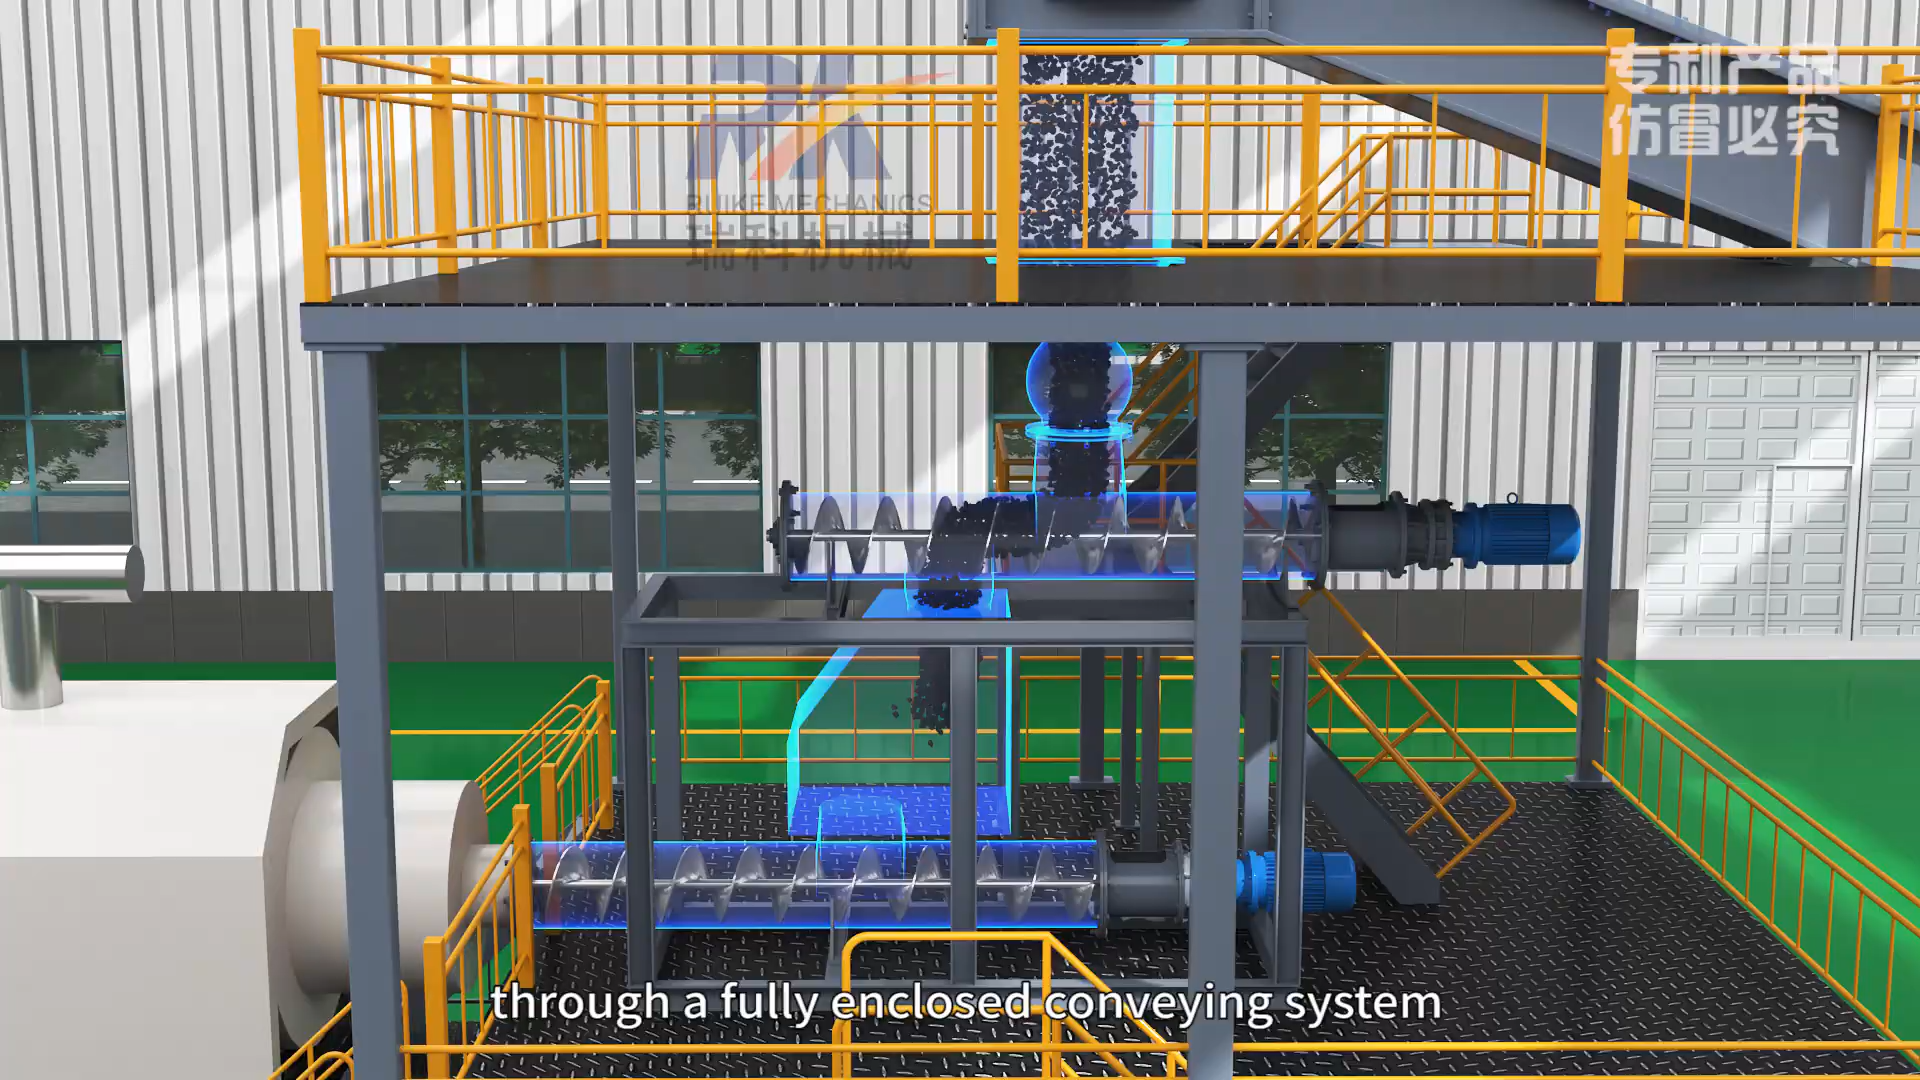 专利产品
仿冒必究
RUIKE MECHANICS
瑞科机械
through a fully enclosed conveying system